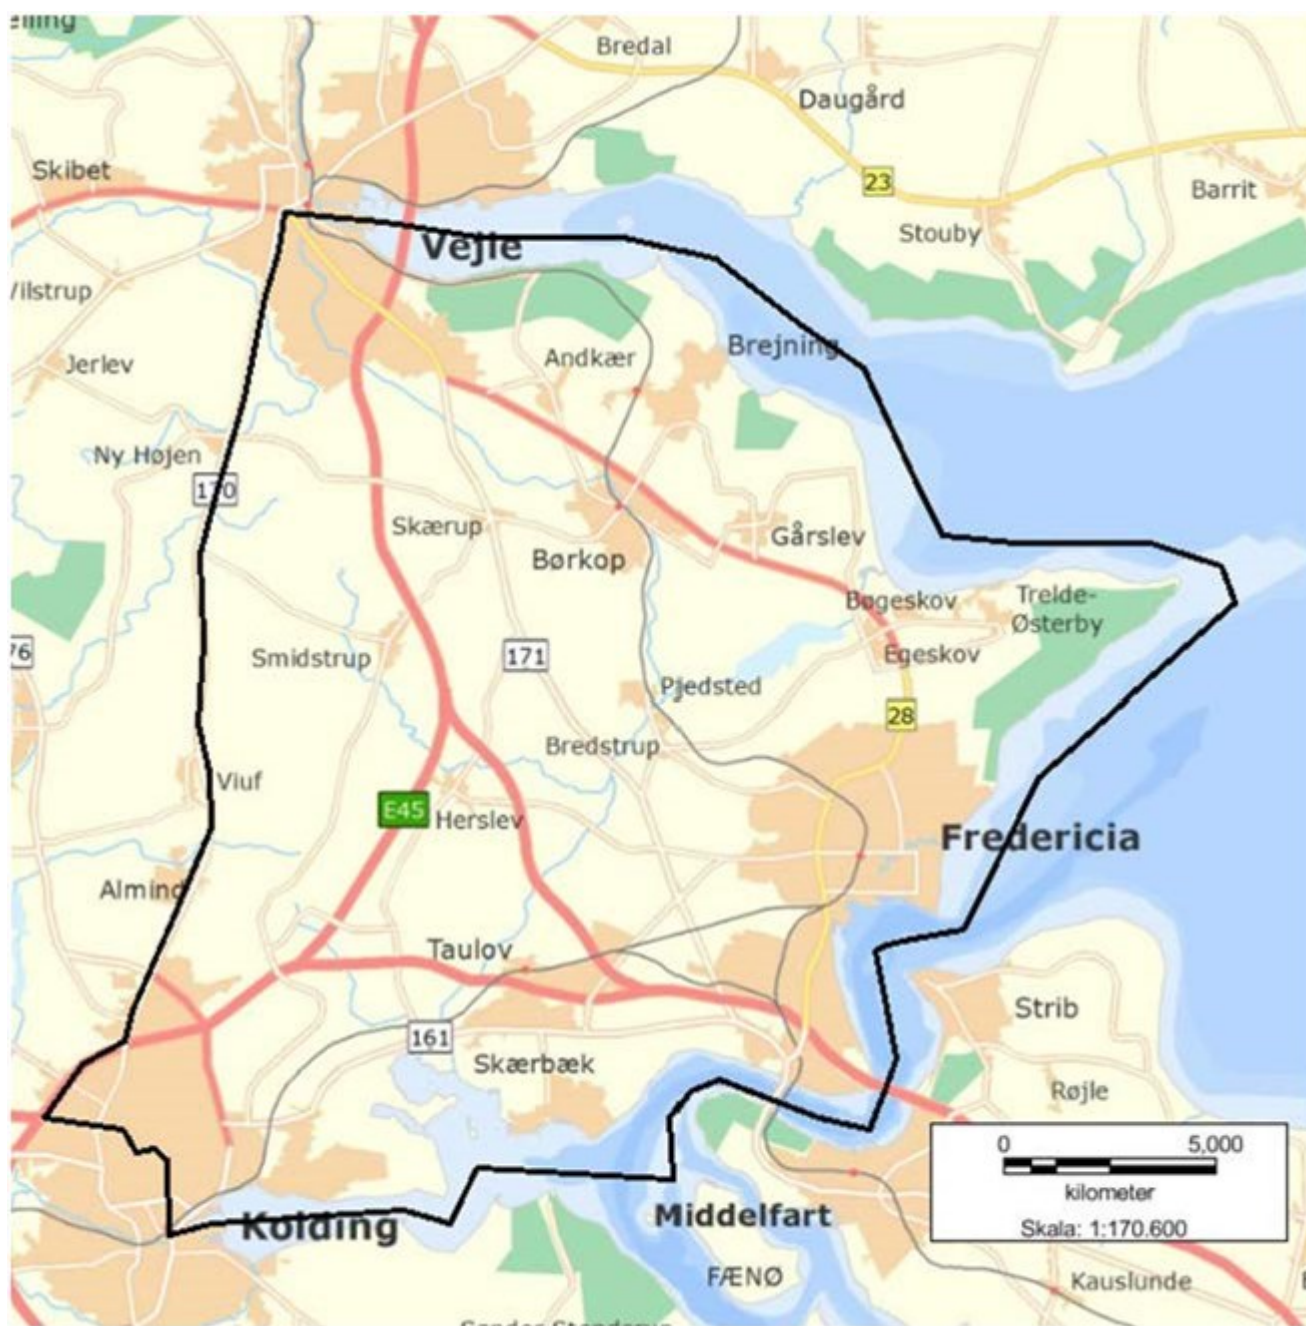 Bredal
Daugård
Skibet
23
Barrit
Stouby
Vejle
Brejning
Andkær
Jerlev
Ny Højen
170
Skærup
Gårslev
Børkop
Trelde-
Østerby
Bøgeskov
Egeskov
171
Smidstrup
Pjedsted
28
Bredstrup
Viuf
E45
Herslev
Fredericia
Almind
Taulov
Strib
161
Skærbæk
Røjle
0 5,000
kilometer
Skala: 1:170.600
Kolding
Middelfart
FÆNØ
Kauslunde